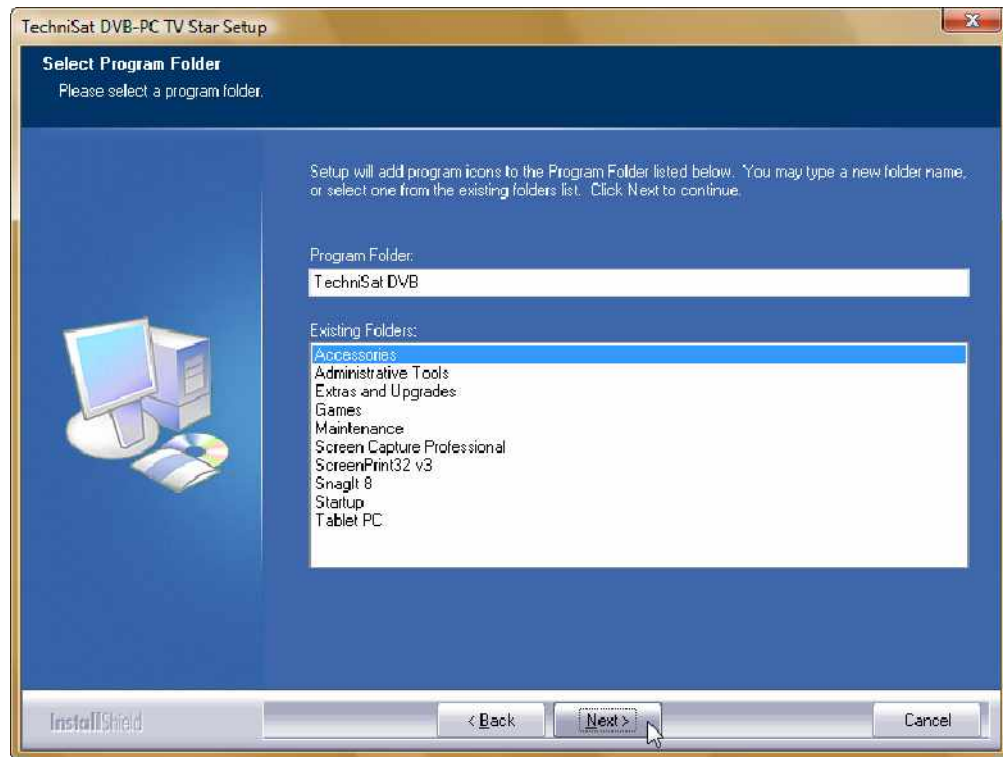 TechniSat DVB-PC TV Star Setup
Select Program Folder
Please select a program folder.
Setup will add program icons to the Program Folder listed below. You may type a new folder name,
or select one from the existing folders list. Click Next to continue.
Program Folder:
TechniSat DVB
Existing Folders:
Accessories
Administrative Tools
Extras and Upgrades
Games
Maintenance
Screen Capture Professional
ScreenPrint32 v3
SnagIt 8
Startup
Tablet PC
InstallShield
< Back
Next >
Cancel